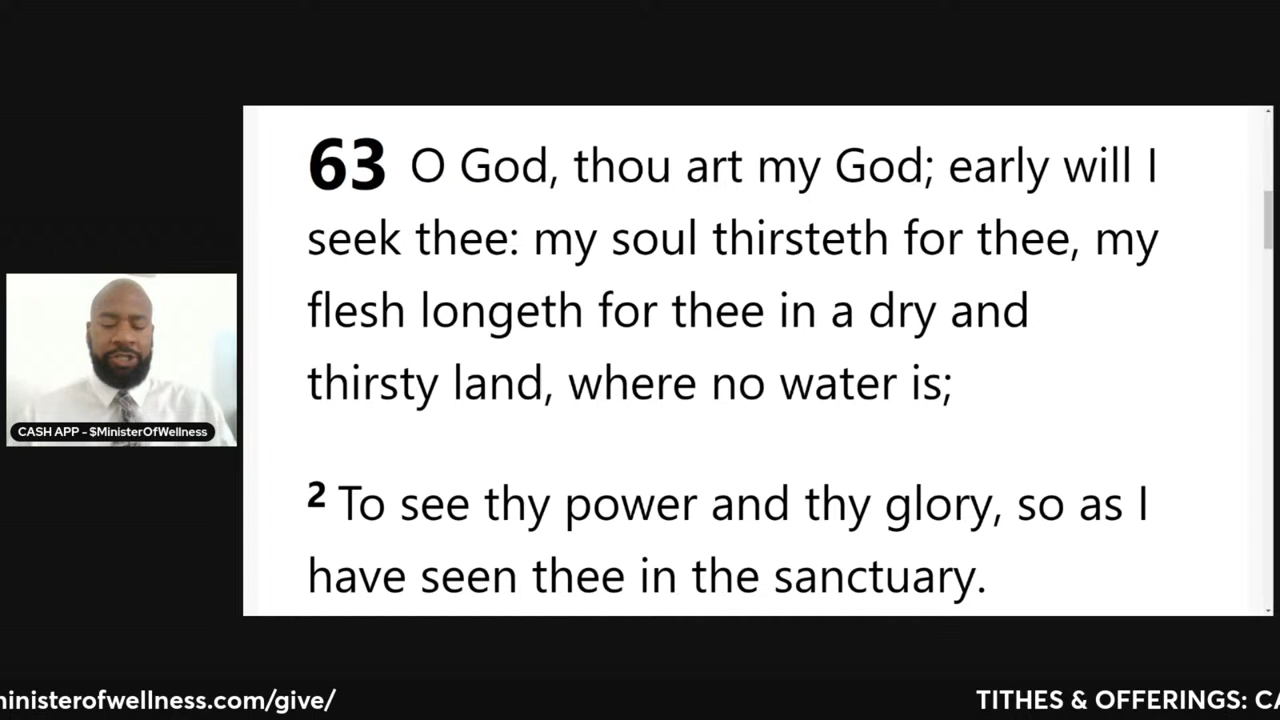 63 O God, thou art my God; early will I
seek thee: my soul thirsteth for thee, my
flesh longeth for thee in a dry and
thirsty land, where no water is;
2 To see thy power and thy glory, so as I
have seen thee in the sanctuary.
CASH APP - $MinisterOfWellness
ministerofwellness.com/give/
TITHES & OFFERINGS: